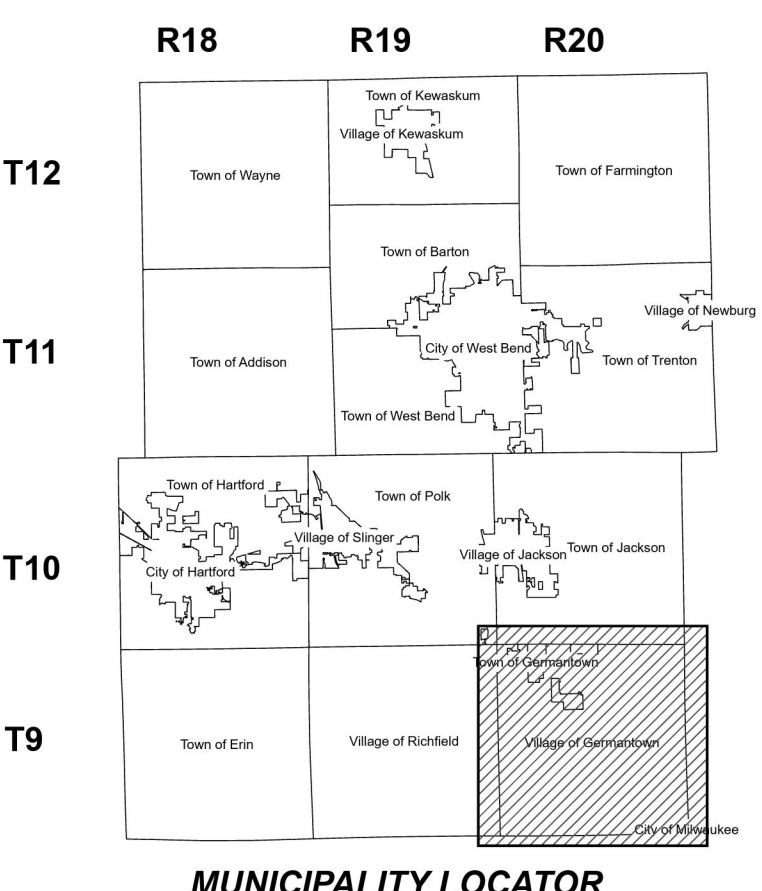 R18 R19 R20
Town of Kewaskum
Village of Kewaskum
T12
Town of Wayne
Town of Farmington
Town of Barton
Village of Newburg
T11
City of West Bend
Town of Addison
Town of Trenton
Town of West Bend
Town of Hartford
Town of Polk
Village of Slinger
Town of Jackson
Village of Jackson
T10
City of Hartford
Town of Germantown
T9
Town of Erin
Village of Richfield
Village of Germantown
City of Milwaukee
MUNICIPALITY LOCATOR